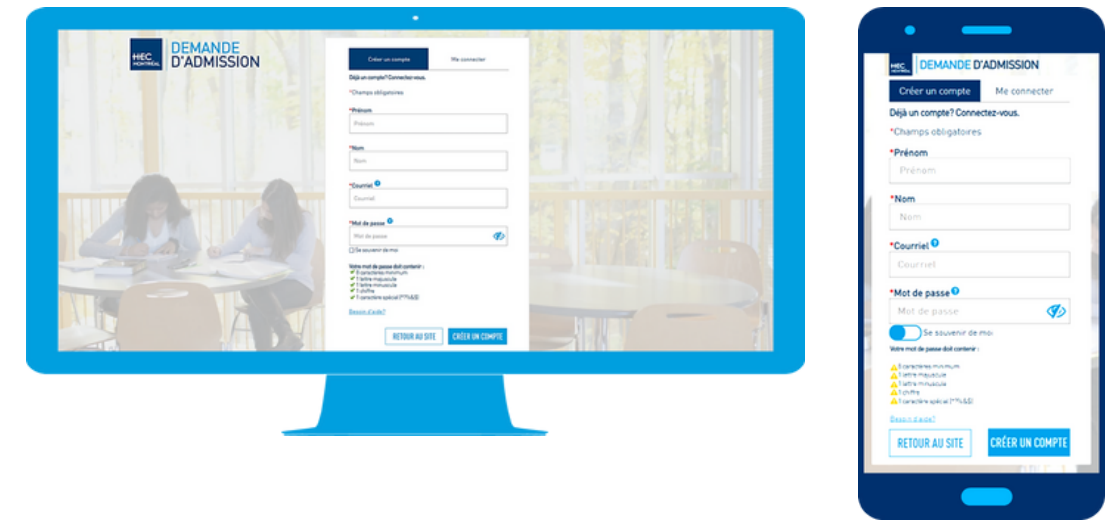 HEC
MONTRÉAL
DEMANDE
D'ADMISSION
Créer un compte
Me connecter
Déjà un compte? Connectez-vous.
*Champs obligatoires
*Prénom
Prénom
*Nom
Nom
*Courriel
Courriel
*Mot de passe
Mot de passe
Se souvenir de moi
Votre mot de passe doit contenir :
8 caractères minimum
1 lettre majuscule
1 lettre minuscule
1 chiffre
Besoin d'aide?
RETOUR AU SITE
CRÉER UN COMPTE
HEC
MONTRÉAL
DEMANDE D'ADMISSION
Créer un compte
Me connecter
Déjà un compte? Connectez-vous.
*Champs obligatoires
*Prénom
Prénom
*Nom
Nom
*Courriel
Courriel
*Mot de passe
Mot de passe
Se souvenir de moi
Votre mot de passe doit contenir :
8 caractères minimum
1 lettre majuscule
1 lettre minuscule
1 chiffre
Besoin d'aide?
RETOUR AU SITE
CRÉER UN COMPTE